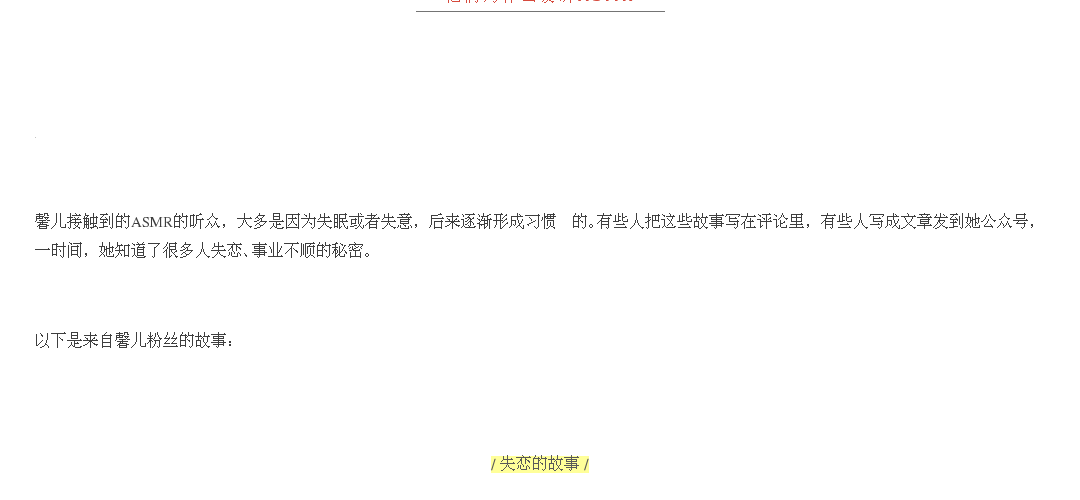 馨儿接触到的ASMR的听众，大多是因为失眠或者失意，后来逐渐形成习惯　的。有些人把这些故事写在评论里，有些人写成文章发到她公众号，
一时间，她知道了很多人失恋、事业不顺的秘密。
以下是来自馨儿粉丝的故事：
/ 失恋的故事 /